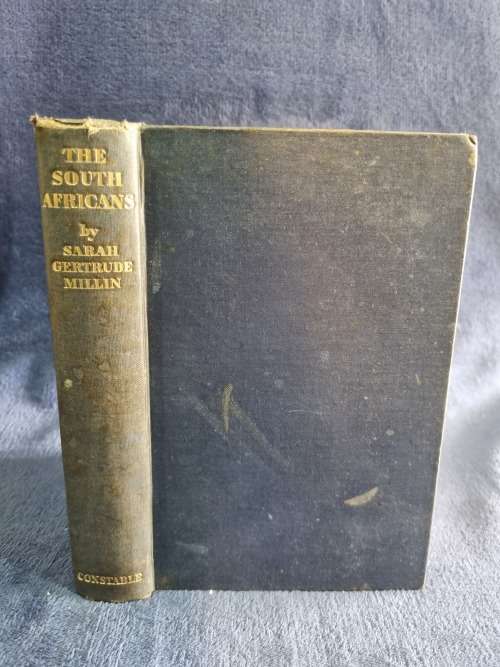 THE
SOUTH
AFRICANS
by
SARAH
GERTRUDE
MILLIN
CONSTABLE